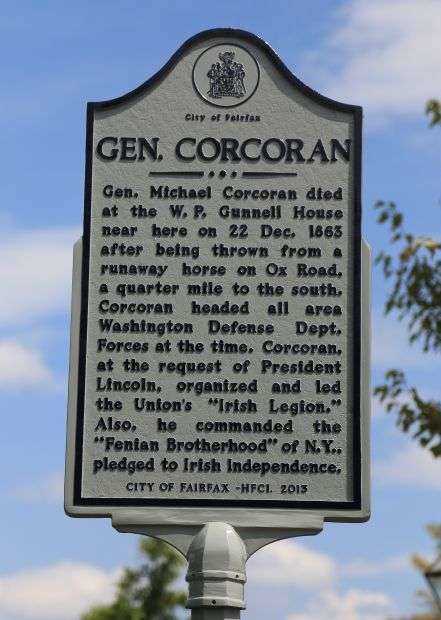 City of Fairfax
GEN. CORCORAN
Gen. Michael Corcoran died
at the W. P. Gunnell House
near here on 22 Dec. 1863
after being thrown from a
runaway horse on Ox Road,
a quarter mile to the south.
Corcoran headed all area
Washington Defense Dept.
Forces at the time. Corcoran,
at the request of President
Lincoln, organized and led
the Union's "Irish Legion."
Also, he commanded the
"Fenian Brotherhood" of N.Y.,
pledged to Irish independence.
CITY OF FAIRFAX -HFCI. 2013